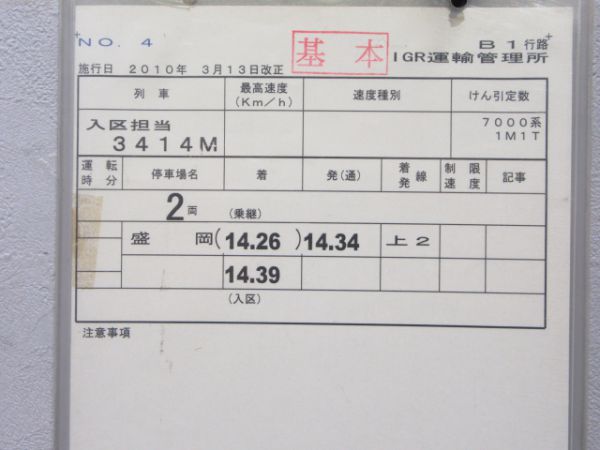 NO. 4 基本 B1行路
施行日 2010年 3月13日改正 IGR運輸管理所
列車 最高速度(Km/h) 速度種別 けん引定数
入区担当 7000系
3414M 1M1T
運転時分 停車場名 着 発(通) 着発線 制限速度 記事
2両 (乗継)
盛岡 (14.26) 14.34 上2
14.39
(入区)
注意事項